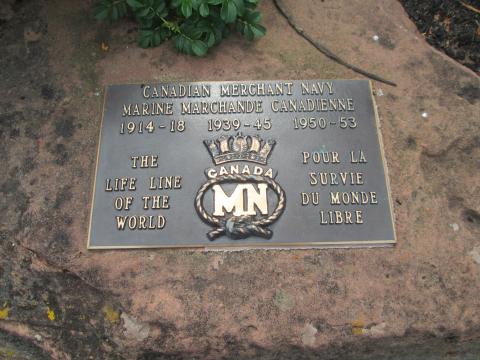 CANADIAN MERCHANT NAVY
MARINE MARCHANDE CANADIENNE
1914-18 1939-45 1950-53
THE
LIFE LINE
OF THE
WORLD
CANADA
MN
POUR LA
SURVIE
DU MONDE
LIBRE